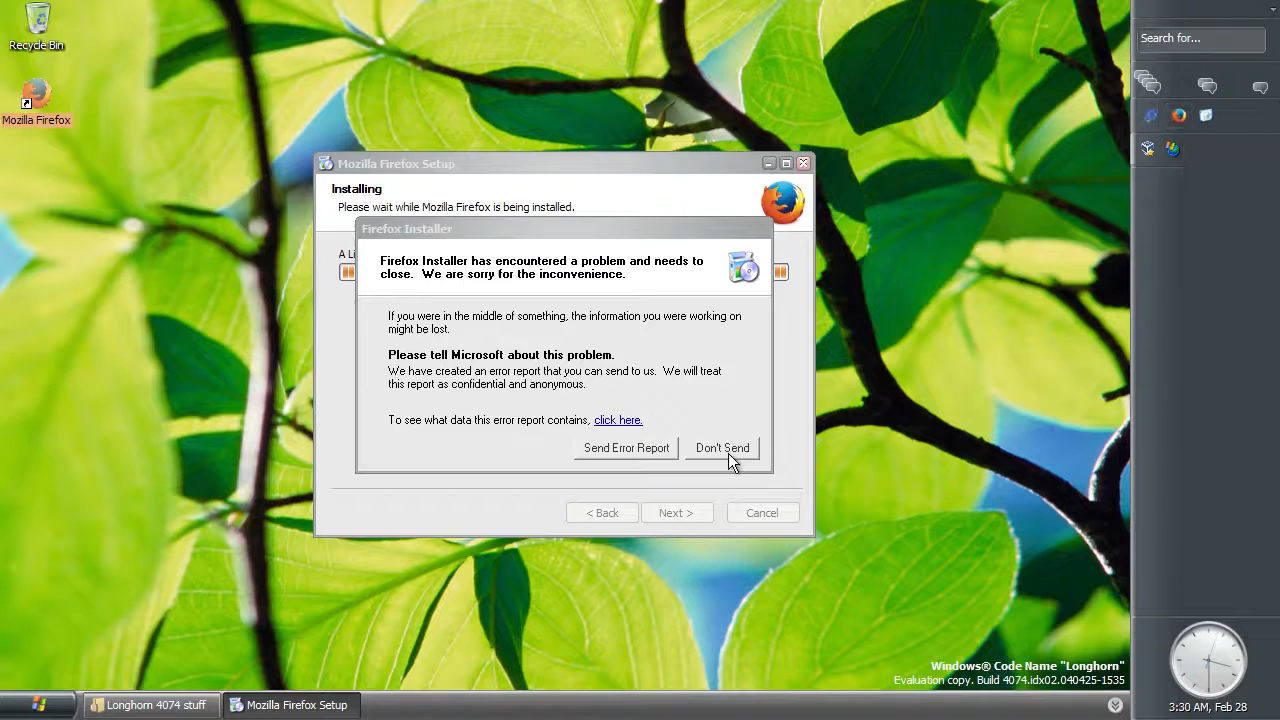 Recycle Bin
Mozilla Firefox
Mozilla Firefox Setup
Installing
Please wait while Mozilla Firefox is being installed.
Firefox Installer
Firefox Installer has encountered a problem and needs to
close.  We are sorry for the inconvenience.
If you were in the middle of something, the information you were working on
might be lost.
Please tell Microsoft about this problem.
We have created an error report that you can send to us.  We will treat
this report as confidential and anonymous.
To see what data this error report contains, click here.
Send Error Report
Don't Send
< Back
Next >
Cancel
Search for...
Windows® Code Name "Longhorn"
Evaluation copy. Build 4074.idx02.040425-1535
3:30 AM, Feb 28
Longhorn 4074 stuff
Mozilla Firefox Setup